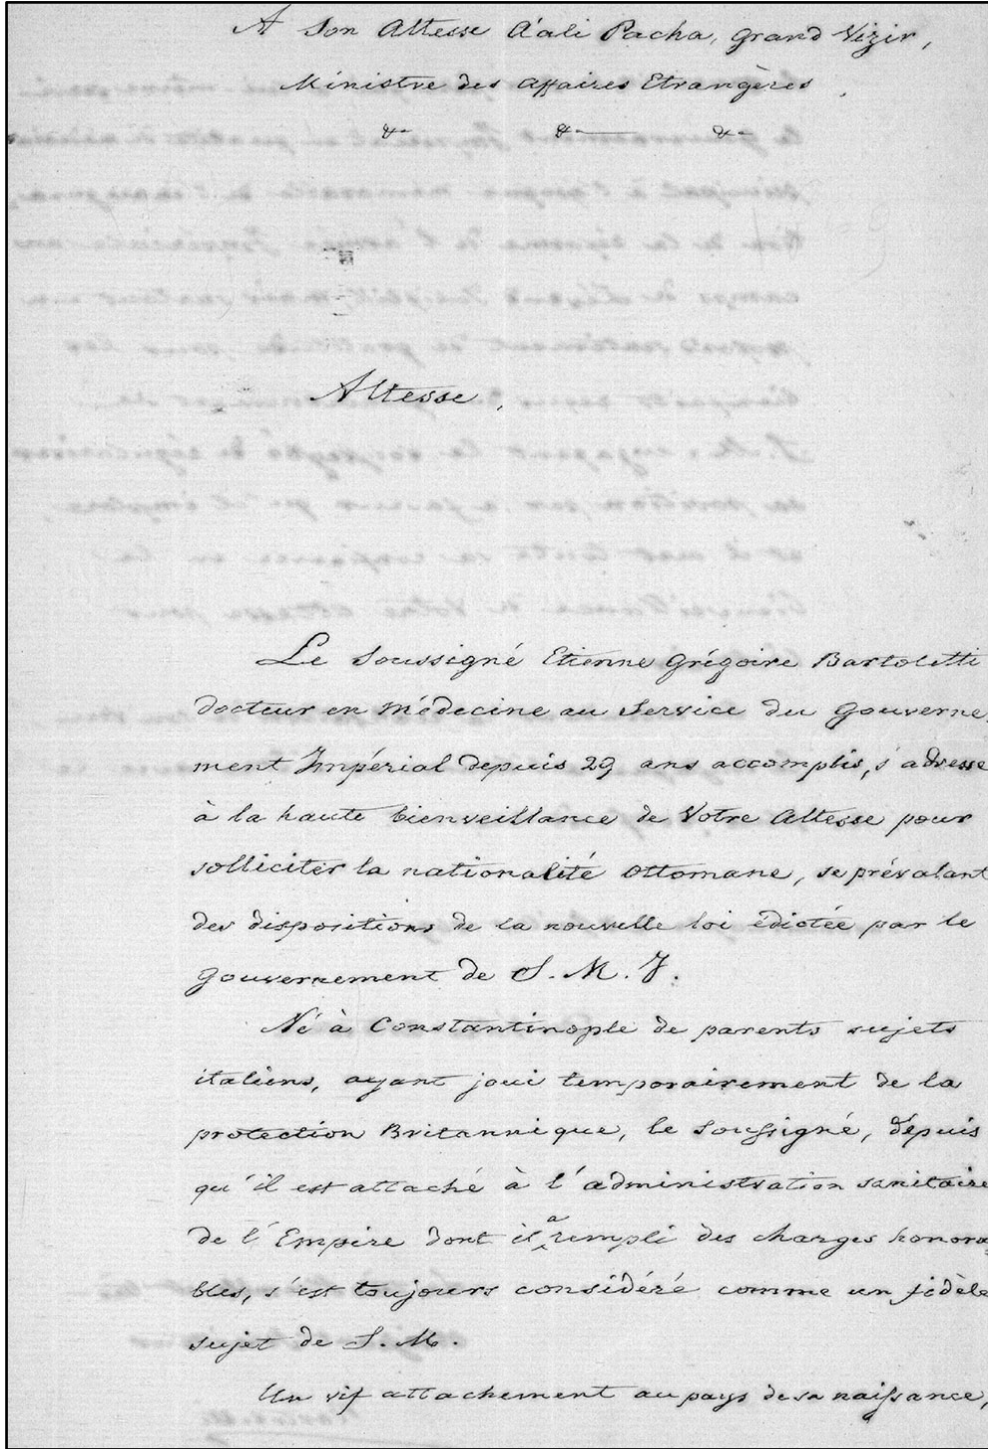 A Son Altesse Aáli Pacha, Grand Vizir,
Ministre des Affaires Etrangères.
&- &- &-
Altesse,
Le Soussigné Etienne Grégoire Bartoletti
docteur en Médecine au Service du Gouverne-
ment Impérial depuis 29 ans accomplis, s'adresse
à la haute bienveillance de Votre Altesse pour
solliciter la nationalité Ottomane, se prévalant
des dispositions de la nouvelle loi édictée par le
Gouvernement de S. M. I.
Né à Constantinople de parents sujets
italiens, ayant joui temporairement de la
protection Britannique, le Soussigné, depuis
qu'il est attaché à l'administration sanitaire
de l'Empire dont il a rempli des charges honora-
bles, s'est toujours considéré comme un fidèle
sujet de S. M.
Un vif attachement au pays de sa naissance,